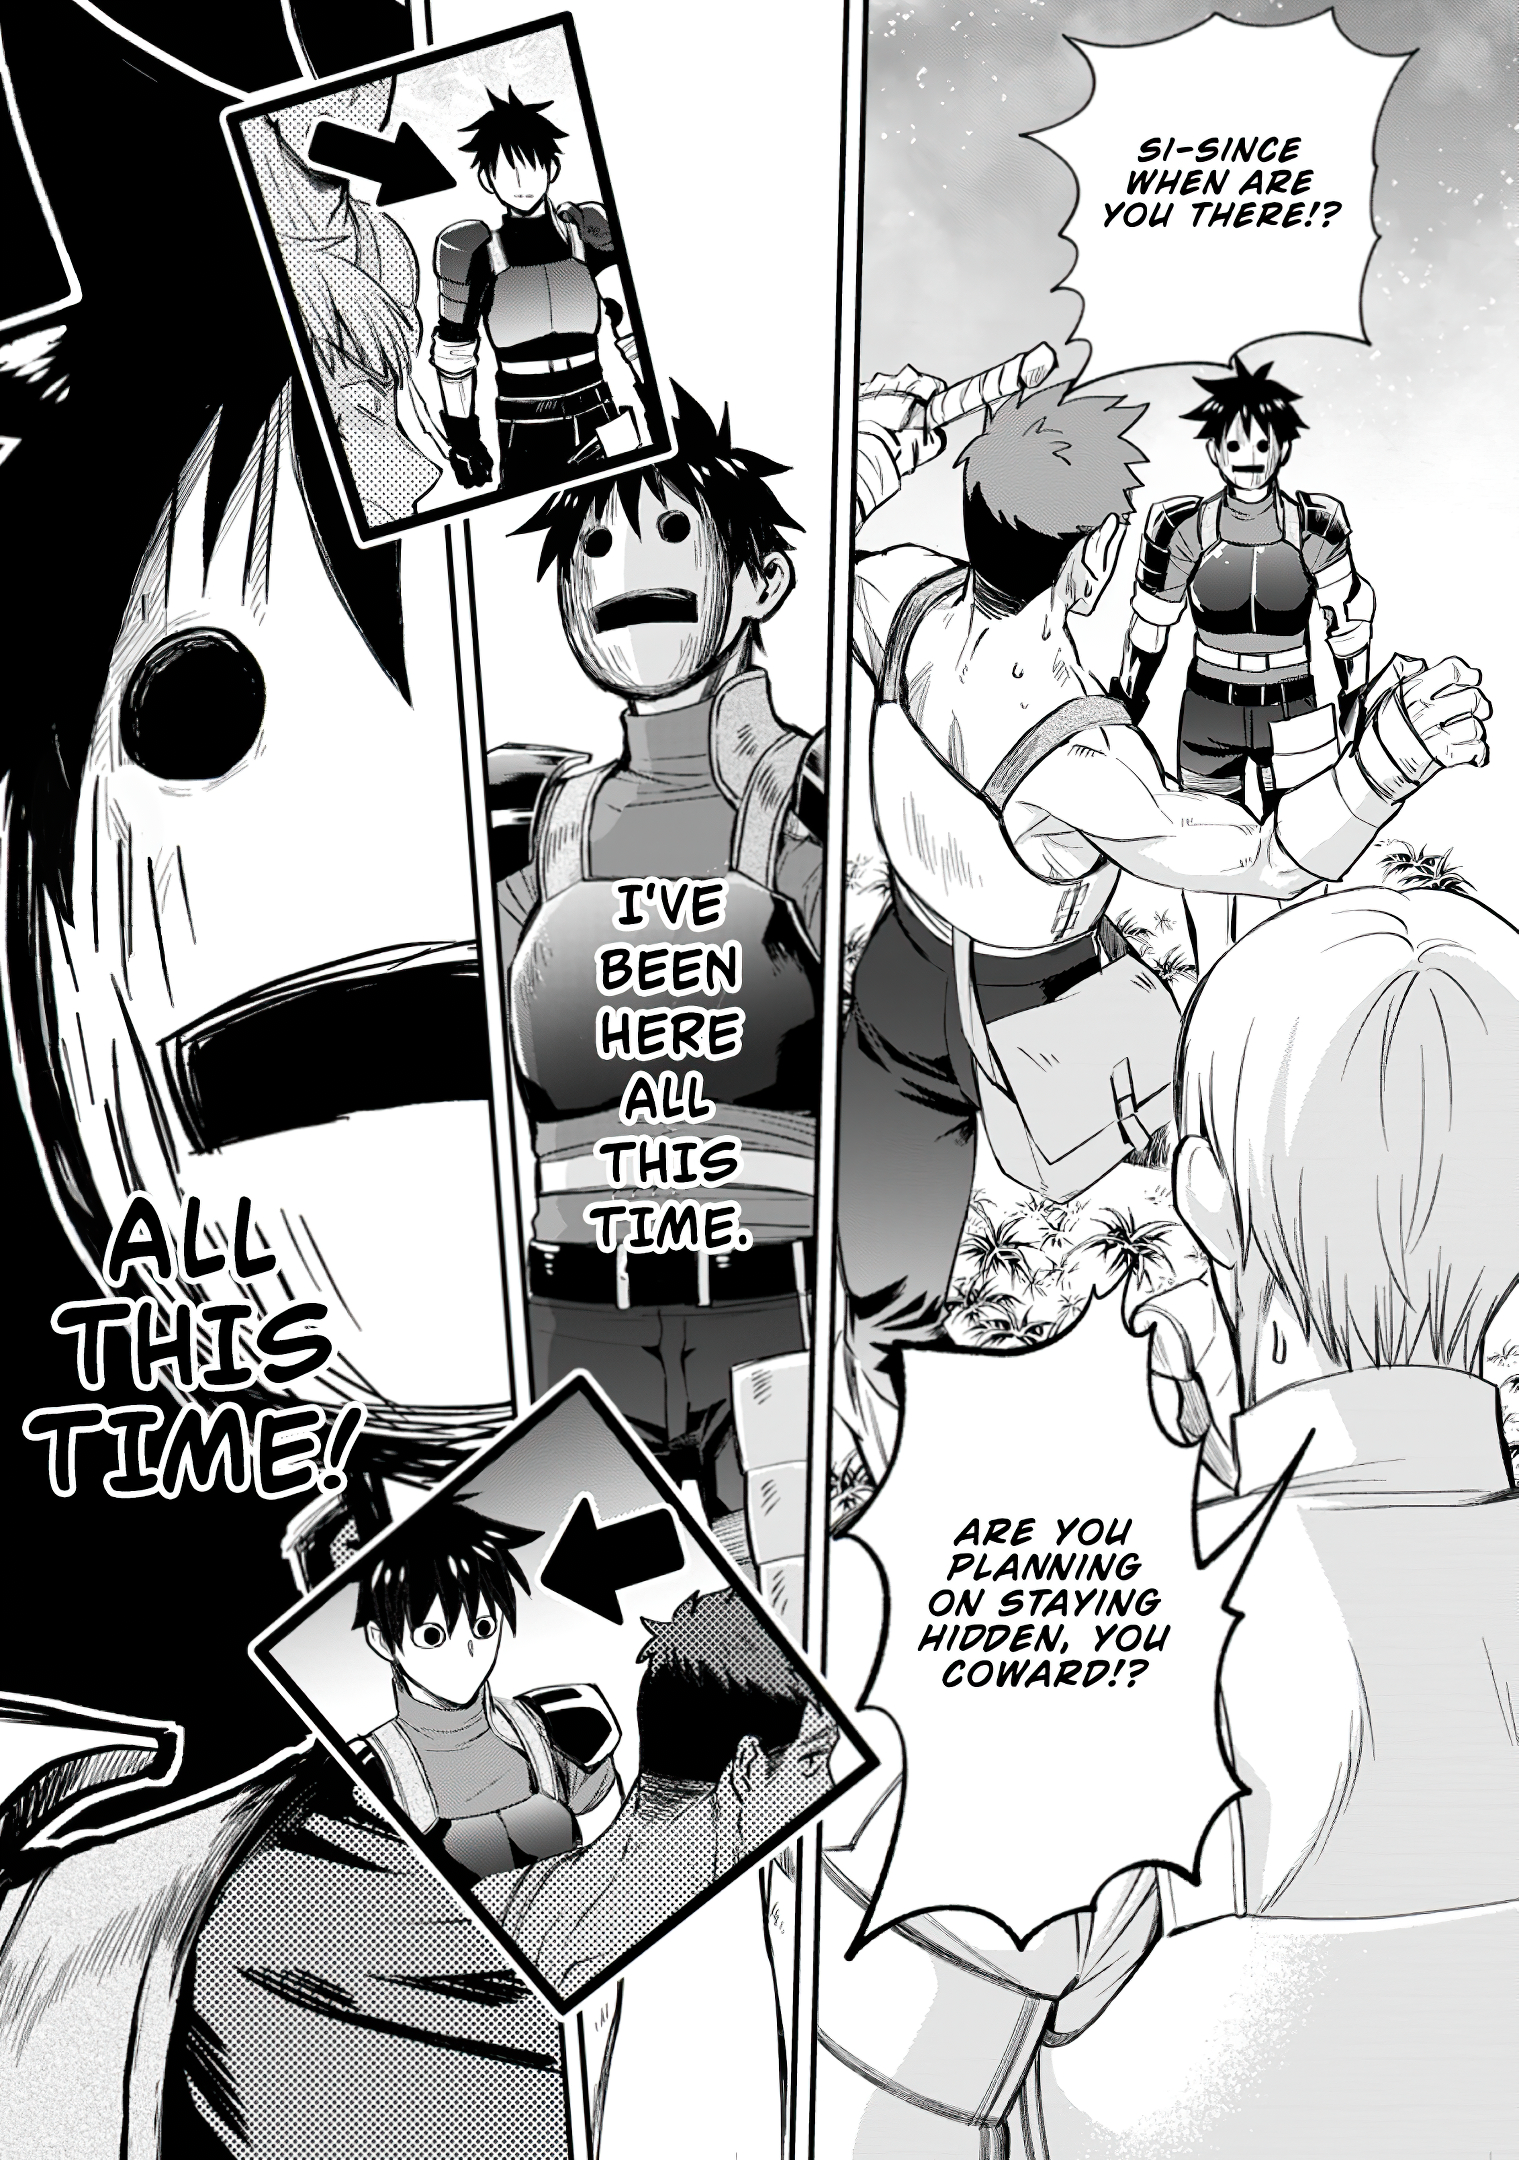 SI-SINCE
WHEN ARE
YOU THERE!?
ARE YOU
PLANNING
ON STAYING
HIDDEN, YOU
COWARD!?
I'VE
BEEN
HERE
ALL
THIS
TIME.
ALL
THIS
TIME!